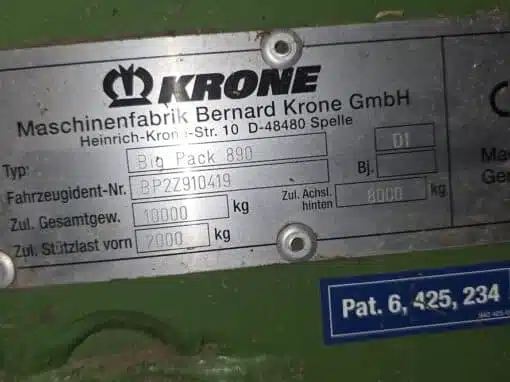 KRONE
Maschinenfabrik Bernard Krone GmbH
Heinrich-Krone-Str. 10 D-48480 Spelle
Typ: Big Pack 890 D1
Fahrzeugident-Nr. BP2Z910419 Bj.
Zul. Gesamtgew. 10000 kg Zul. Achsl. hinten 8000 kg
Zul. Stützlast vorn 2000 kg
Pat. 6, 425, 234